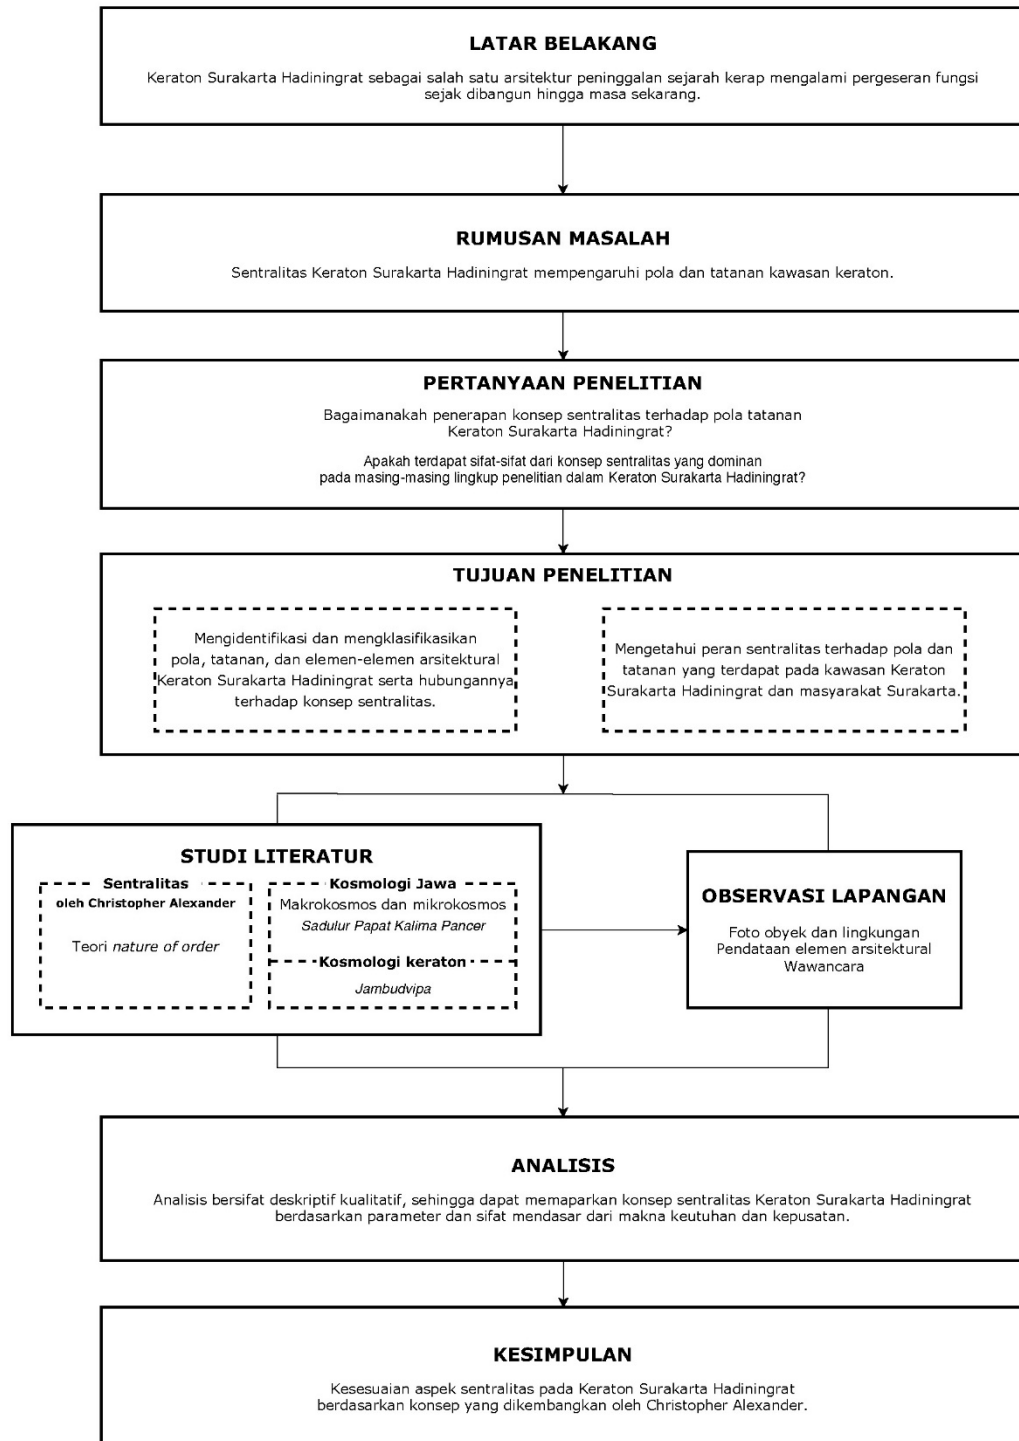 LATAR BELAKANG
Keraton Surakarta Hadiningrat sebagai salah satu arsitektur peninggalan sejarah kerap mengalami pergeseran fungsi
sejak dibangun hingga masa sekarang.
RUMUSAN MASALAH
Sentralitas Keraton Surakarta Hadiningrat mempengaruhi pola dan tatanan kawasan keraton.
PERTANYAAN PENELITIAN
Bagaimanakah penerapan konsep sentralitas terhadap pola tatanan
Keraton Surakarta Hadiningrat?
Apakah terdapat sifat-sifat dari konsep sentralitas yang dominan
pada masing-masing lingkup penelitian dalam Keraton Surakarta Hadiningrat?
TUJUAN PENELITIAN
Mengidentifikasi dan mengklasifikasikan
pola, tatanan, dan elemen-elemen arsitektural
Keraton Surakarta Hadiningrat serta hubungannya
terhadap konsep sentralitas.
Mengetahui peran sentralitas terhadap pola dan
tatanan yang terdapat pada kawasan Keraton
Surakarta Hadiningrat dan masyarakat Surakarta.
STUDI LITERATUR
Sentralitas
oleh Christopher Alexander
Teori nature of order
Kosmologi Jawa
Makrokosmos dan mikrokosmos
Sadulur Papat Kalima Pancer
Kosmologi keraton
Jambudvipa
OBSERVASI LAPANGAN
Foto obyek dan lingkungan
Pendataan elemen arsitektural
Wawancara
ANALISIS
Analisis bersifat deskriptif kualitatif, sehingga dapat memaparkan konsep sentralitas Keraton Surakarta Hadiningrat
berdasarkan parameter dan sifat mendasar dari makna keutuhan dan kepusatan.
KESIMPULAN
Kesesuaian aspek sentralitas pada Keraton Surakarta Hadiningrat
berdasarkan konsep yang dikembangkan oleh Christopher Alexander.